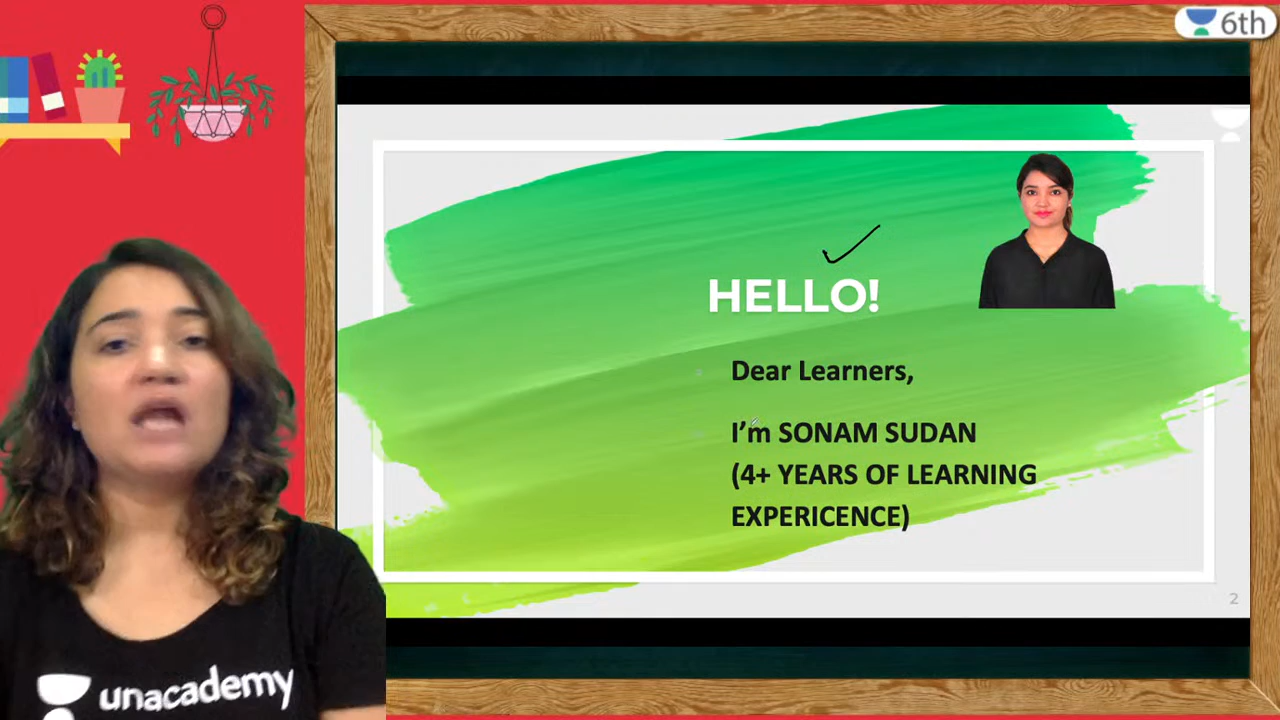 6th
HELLO!
Dear Learners,
I'm SONAM SUDAN
(4+ YEARS OF LEARNING
EXPERICENCE)
2
unacademy